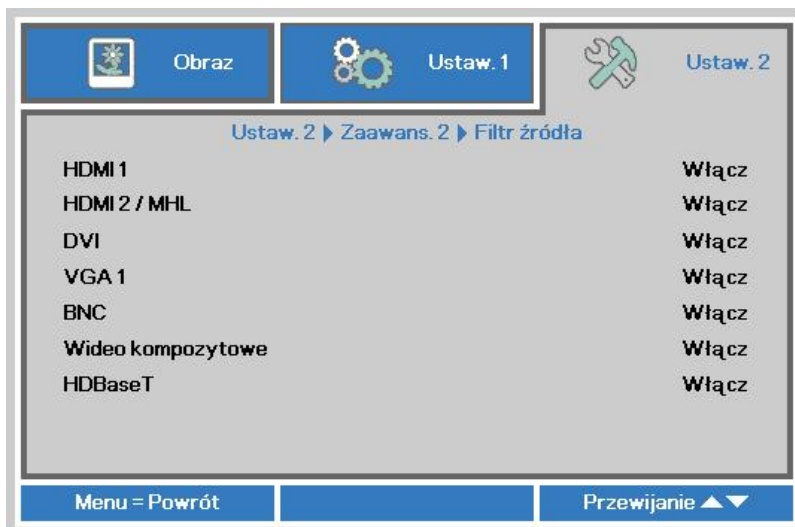 Obraz
Ustaw. 1
Ustaw. 2
Ustaw. 2 ▶ Zaawans. 2 ▶ Filtr źródła
HDMI 1 Włącz
HDMI 2 / MHL Włącz
DVI Włącz
VGA 1 Włącz
BNC Włącz
Wideo kompozytowe Włącz
HDBaseT Włącz
Menu = Powrót
Przewijanie ▲▼